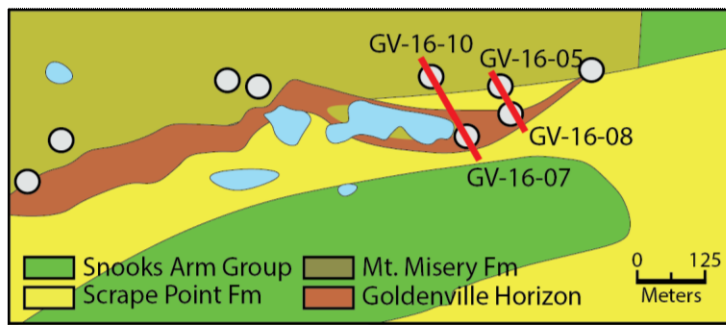 GV-16-10
GV-16-05
GV-16-08
GV-16-07
Snooks Arm Group
Mt. Misery Fm
0 125
Scrape Point Fm
Goldenville Horizon
Meters